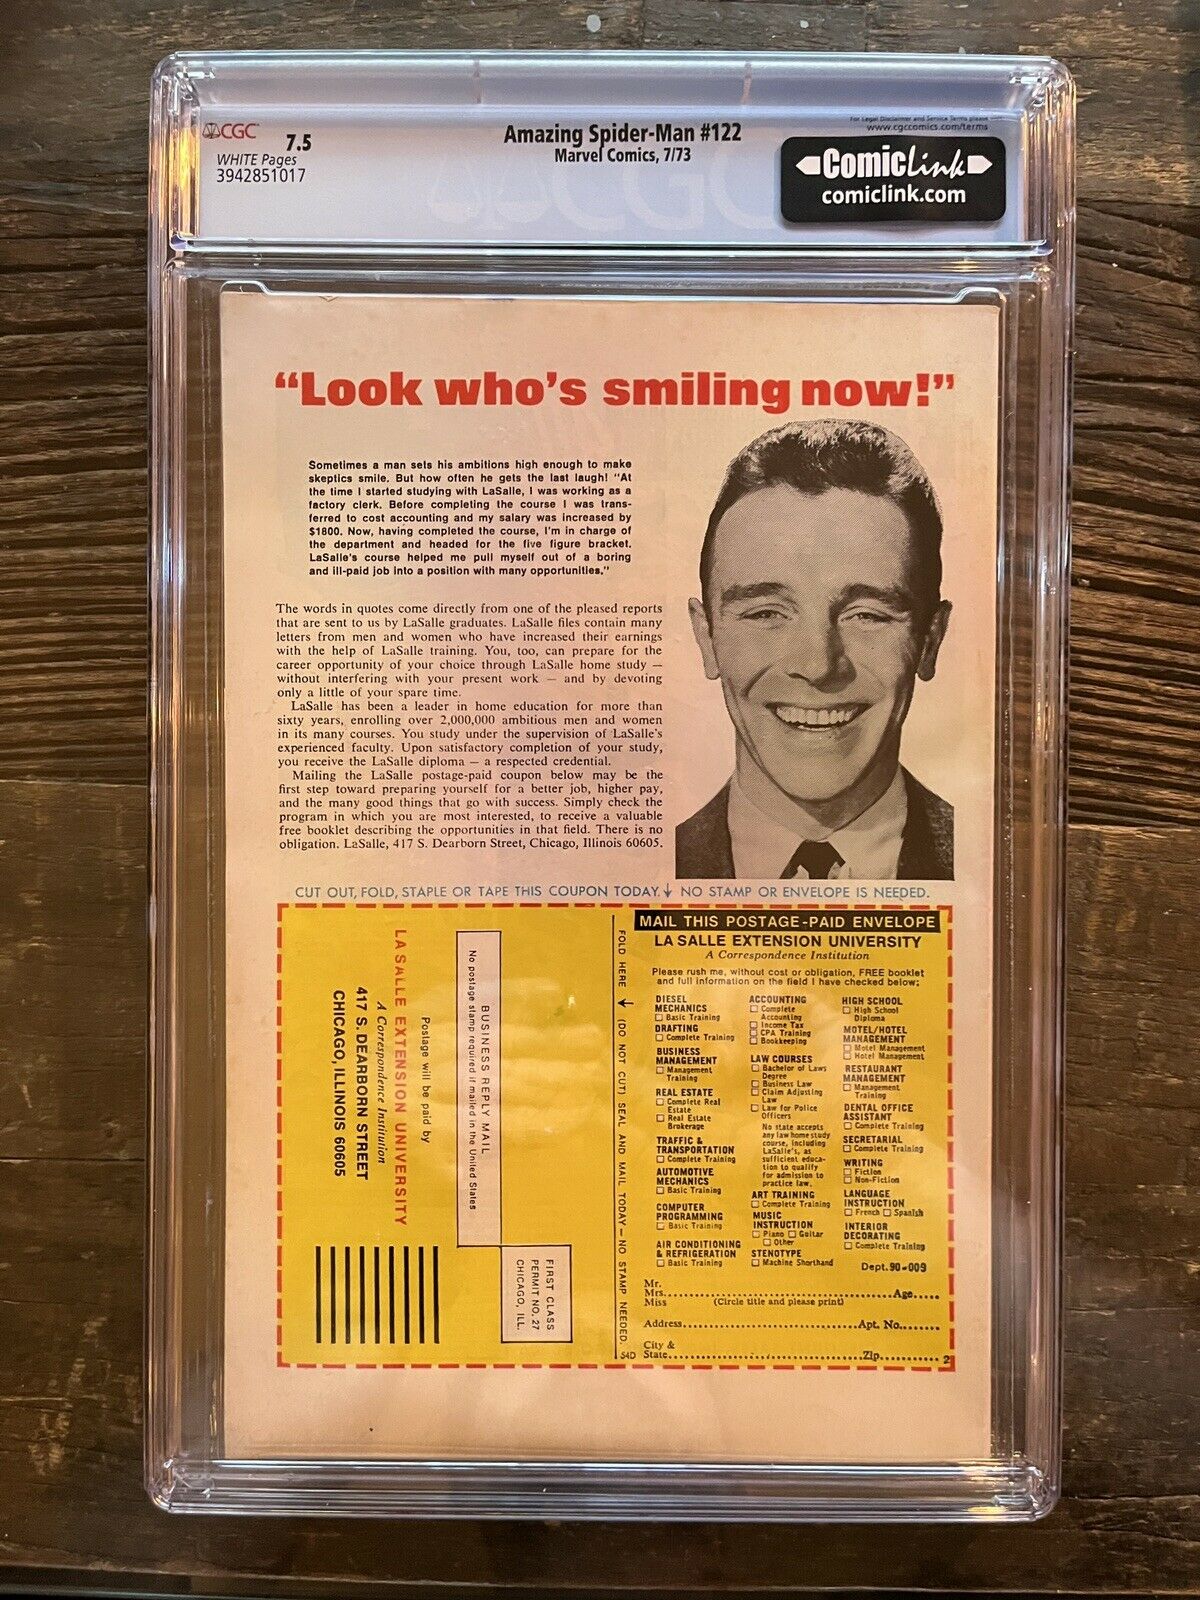 CGC
7.5
WHITE Pages
3942851017
Amazing Spider-Man #122
Marvel Comics, 7/73
For Legal Disclaimer and Service Terms please
www.cgccomics.com/terms
ComicLink
comiclink.com
CGC
“Look who's smiling now!”
Sometimes a man sets his ambitions high enough to make
skeptics smile. But how often he gets the last laugh! "At
the time I started studying with LaSalle, I was working as a
factory clerk. Before completing the course I was trans-
ferred to cost accounting and my salary was increased by
$1800. Now, having completed the course, I'm in charge of
the department and headed for the five figure bracket.
LaSalle's course helped me pull myself out of a boring
and ill-paid job into a position with many opportunities."
The words in quotes come directly from one of the pleased reports
that are sent to us by LaSalle graduates. LaSalle files contain many
letters from men and women who have increased their earnings
with the help of LaSalle training. You, too, can prepare for the
career opportunity of your choice through LaSalle home study —
without interfering with your present work — and by devoting
only a little of your spare time.
LaSalle has been a leader in home education for more than
sixty years, enrolling over 2,000,000 ambitious men and women
in its many courses. You study under the supervision of LaSalle's
experienced faculty. Upon satisfactory completion of your study,
you receive the LaSalle diploma — a respected credential.
Mailing the LaSalle postage-paid coupon below may be the
first step toward preparing yourself for a better job, higher pay,
and the many good things that go with success. Simply check the
program in which you are most interested, to receive a valuable
free booklet describing the opportunities in that field. There is no
obligation. LaSalle, 417 S. Dearborn Street, Chicago, Illinois 60605.
CUT OUT, FOLD, STAPLE OR TAPE THIS COUPON TODAY. ↓ NO STAMP OR ENVELOPE IS NEEDED.
BUSINESS REPLY MAIL
No postage stamp required if mailed in the United States
Postage will be paid by
LA SALLE EXTENSION UNIVERSITY
A Correspondence Institution
417 S. DEARBORN STREET
CHICAGO, ILLINOIS 60605
FIRST CLASS
PERMIT NO. 27
CHICAGO, ILL.
FOLD HERE ↓ (DO NOT CUT) SEAL AND MAIL TODAY — NO STAMP NEEDED.
MAIL THIS POSTAGE-PAID ENVELOPE
LA SALLE EXTENSION UNIVERSITY
A Correspondence Institution
Please rush me, without cost or obligation, FREE booklet
and full information on the field I have checked below:
DIESEL
MECHANICS
☐ Basic Training
DRAFTING
☐ Complete Training
BUSINESS
MANAGEMENT
☐ Management
Training
REAL ESTATE
☐ Complete Real
Estate
☐ Real Estate
Brokerage
TRAFFIC &
TRANSPORTATION
☐ Complete Training
AUTOMOTIVE
MECHANICS
☐ Basic Training
COMPUTER
PROGRAMMING
☐ Basic Training
AIR CONDITIONING
& REFRIGERATION
☐ Basic Training
ACCOUNTING
☐ Complete
Accounting
☐ Income Tax
☐ CPA Training
☐ Bookkeeping
LAW COURSES
☐ Bachelor of Laws
Degree
☐ Business Law
☐ Claim Adjusting
Law
☐ Law for Police
Officers
No state accepts
any law home study
course, including
LaSalle's, as
sufficient educa-
tion to qualify
for admission to
practice law.
ART TRAINING
☐ Complete Training
MUSIC
INSTRUCTION
☐ Piano ☐ Guitar
☐ Other
STENOTYPE
☐ Machine Shorthand
HIGH SCHOOL
☐ High School
Diploma
MOTEL/HOTEL
MANAGEMENT
☐ Motel Management
☐ Hotel Management
RESTAURANT
MANAGEMENT
☐ Management
Training
DENTAL OFFICE
ASSISTANT
☐ Complete Training
SECRETARIAL
☐ Complete Training
WRITING
☐ Fiction
☐ Non-Fiction
LANGUAGE
INSTRUCTION
☐ French ☐ Spanish
INTERIOR
DECORATING
☐ Complete Training
Dept. 90-009
Mr.
Mrs.....Age.....
Miss (Circle title and please print)
Address.....Apt. No.....
City &
State.....Zip.....
54D
2